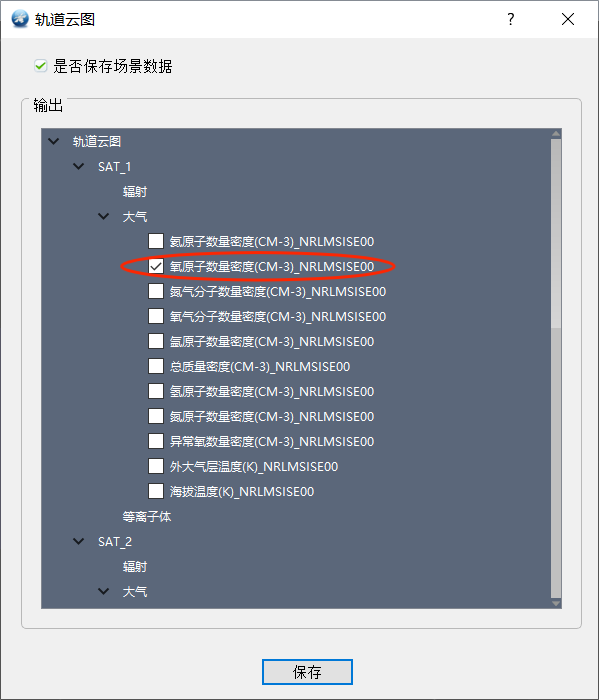 轨道云图
?
是否保存场景数据
输出
轨道云图
SAT_1
辐射
大气
氦原子数量密度(CM-3)_NRLMSISE00
氧原子数量密度(CM-3)_NRLMSISE00
氮气分子数量密度(CM-3)_NRLMSISE00
氧气分子数量密度(CM-3)_NRLMSISE00
氩原子数量密度(CM-3)_NRLMSISE00
总质量密度(CM-3)_NRLMSISE00
氢原子数量密度(CM-3)_NRLMSISE00
氮原子数量密度(CM-3)_NRLMSISE00
异常氧数量密度(CM-3)_NRLMSISE00
外大气层温度(K)_NRLMSISE00
海拔温度(K)_NRLMSISE00
等离子体
SAT_2
辐射
大气
保存